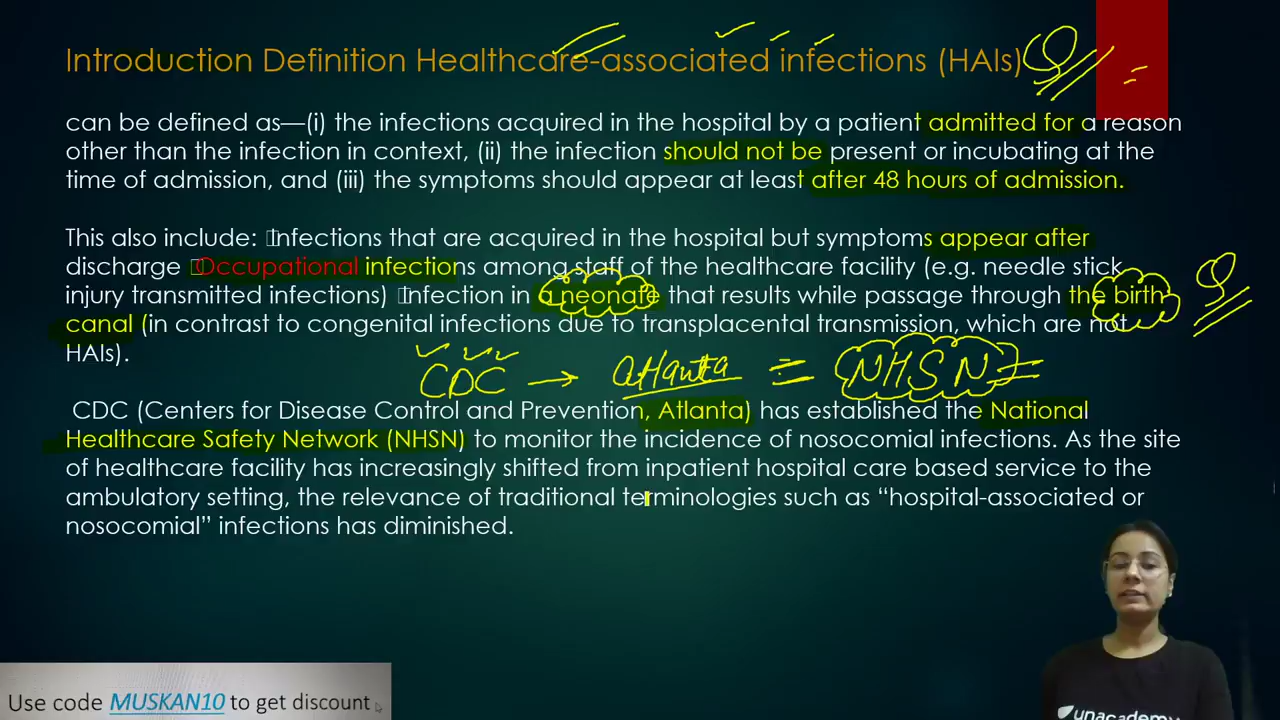 Introduction Definition Healthcare-associated infections (HAIs)
can be defined as—(i) the infections acquired in the hospital by a patient admitted for a reason
other than the infection in context, (ii) the infection should not be present or incubating at the
time of admission, and (iii) the symptoms should appear at least after 48 hours of admission.
This also include: Infections that are acquired in the hospital but symptoms appear after
discharge Occupational infections among staff of the healthcare facility (e.g. needle stick
injury transmitted infections) Infection in a neonate that results while passage through the birth
canal (in contrast to congenital infections due to transplacental transmission, which are not
HAIs).
CDC → Atlanta = NHSN
CDC (Centers for Disease Control and Prevention, Atlanta) has established the National
Healthcare Safety Network (NHSN) to monitor the incidence of nosocomial infections. As the site
of healthcare facility has increasingly shifted from inpatient hospital care based service to the
ambulatory setting, the relevance of traditional terminologies such as “hospital-associated or
nosocomial” infections has diminished.
Use code MUSKAN10 to get discount
unacademy